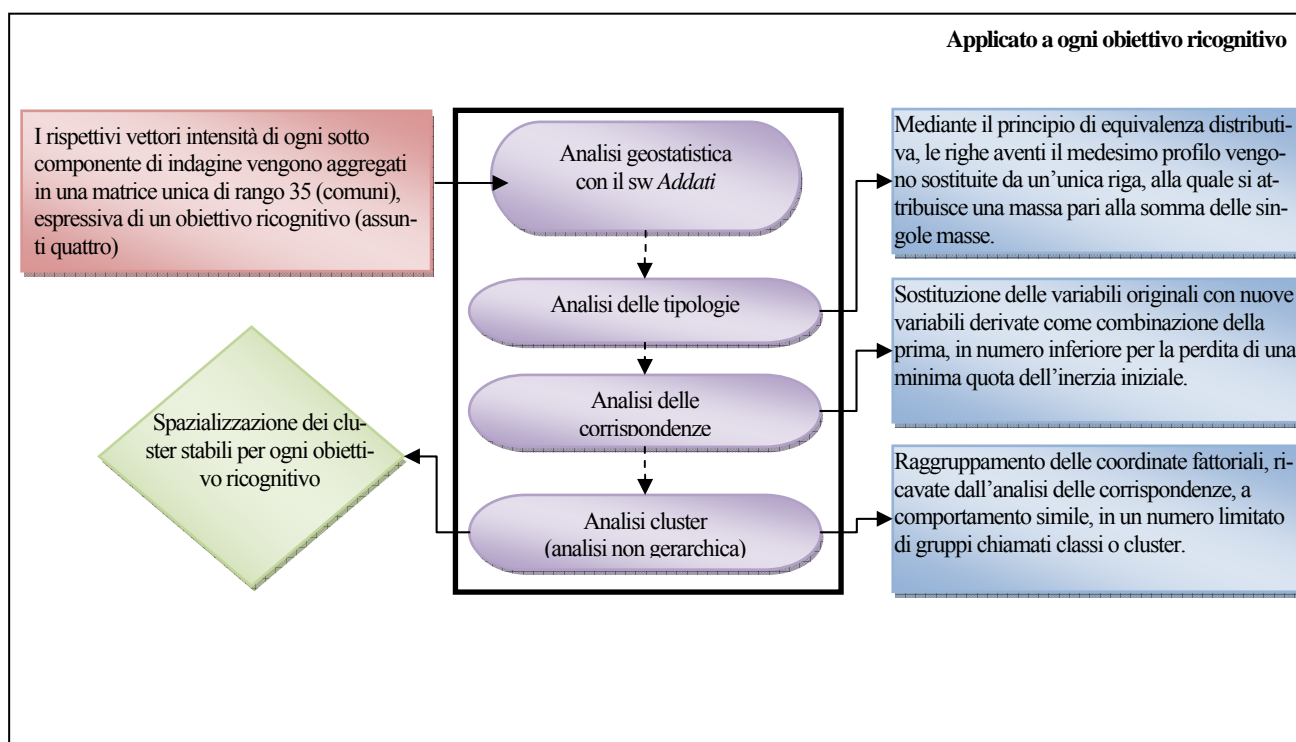 Applicato a ogni obiettivo ricognitivo
I rispettivi vettori intensità di ogni sotto
componente di indagine vengono aggregati
in una matrice unica di rango 35 (comuni),
espressiva di un obiettivo ricognitivo (assun-
ti quattro)
Analisi geostatistica
con il sw Addati
Mediante il principio di equivalenza distributi-
va, le righe aventi il medesimo profilo vengo-
no sostituite da un’unica riga, alla quale si at-
tribuisce una massa pari alla somma delle sin-
gole masse.
Analisi delle tipologie
Sostituzione delle variabili originali con nuove
variabili derivate come combinazione della
prima, in numero inferiore per la perdita di una
minima quota dell’inerzia iniziale.
Analisi delle
corrispondenze
Spazializzazione dei clu-
ster stabili per ogni obietti-
vo ricognitivo
Analisi cluster
(analisi non gerarchica)
Raggruppamento delle coordinate fattoriali, ri-
cavate dall’analisi delle corrispondenze, a
comportamento simile, in un numero limitato
di gruppi chiamati classi o cluster.